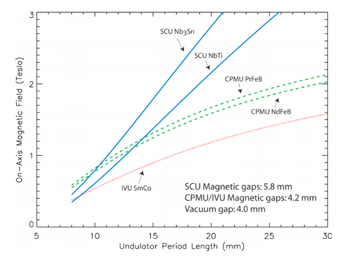 3
SCU Nb3Sn
SCU NbTi
CPMU PrFeB
2
CPMU NdFeB
On-Axis Magnetic Field (Tesla)
1
IVU SmCo
SCU Magnetic gaps: 5.8 mm
CPMU/IVU Magnetic gaps: 4.2 mm
Vacuum gap: 4.0 mm
0
5 10 15 20 25 30
Undulator Period Length (mm)